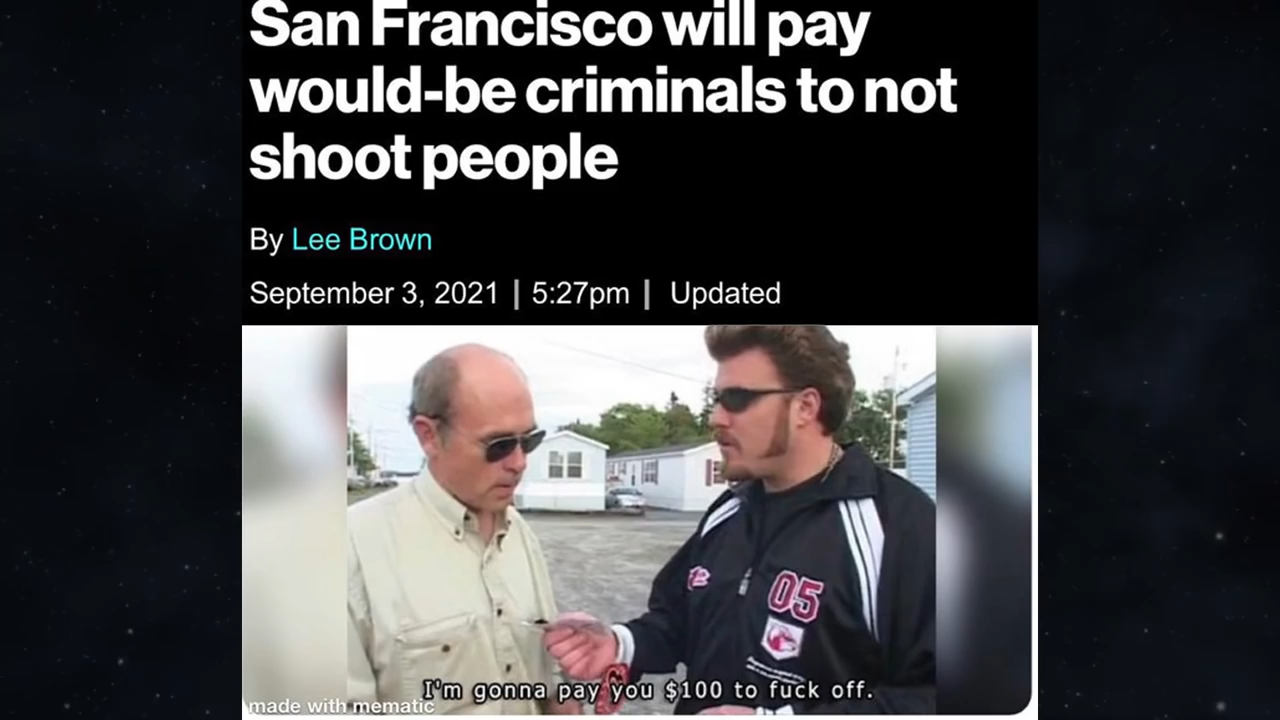 San Francisco will pay
would-be criminals to not
shoot people
By Lee Brown
September 3, 2021 | 5:27pm | Updated
05
I'm gonna pay you $100 to fuck off.
made with mematic